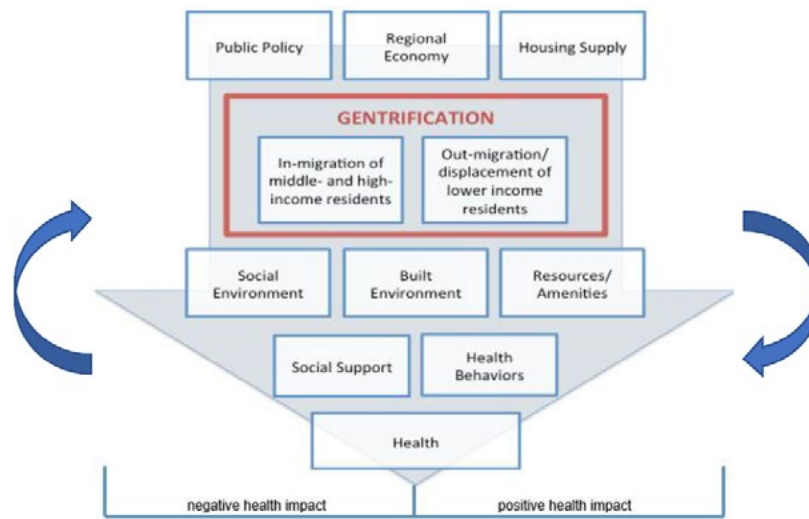 Public Policy
Regional
Economy
Housing Supply
GENTRIFICATION
In-migration of
middle- and high-
income residents
Out-migration/
displacement of
lower income
residents
Social
Environment
Built
Environment
Resources/
Amenities
Social Support
Health
Behaviors
Health
negative health impact
positive health impact